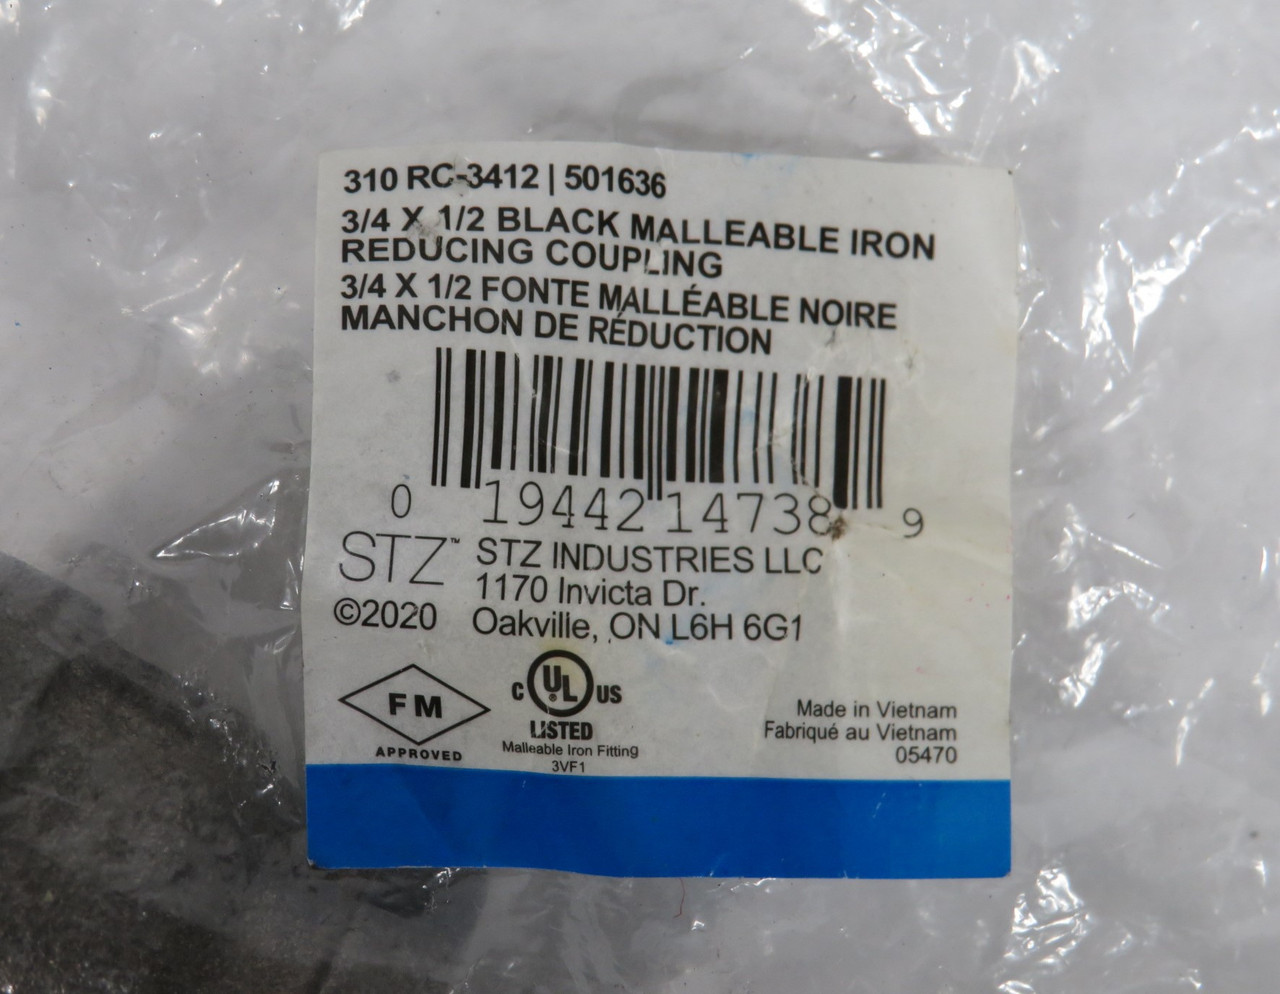 310 RC-3412 | 501636
3/4 X 1/2 BLACK MALLEABLE IRON
REDUCING COUPLING
3/4 X 1/2 FONTE MALLÉABLE NOIRE
MANCHON DE RÉDUCTION
0 19442 14738 9
STZ™ STZ INDUSTRIES LLC
1170 Invicta Dr.
©2020 Oakville, ON L6H 6G1
FM
APPROVED
C UL® US
LISTED
Malleable Iron Fitting
3VF1
Made in Vietnam
Fabriqué au Vietnam
05470